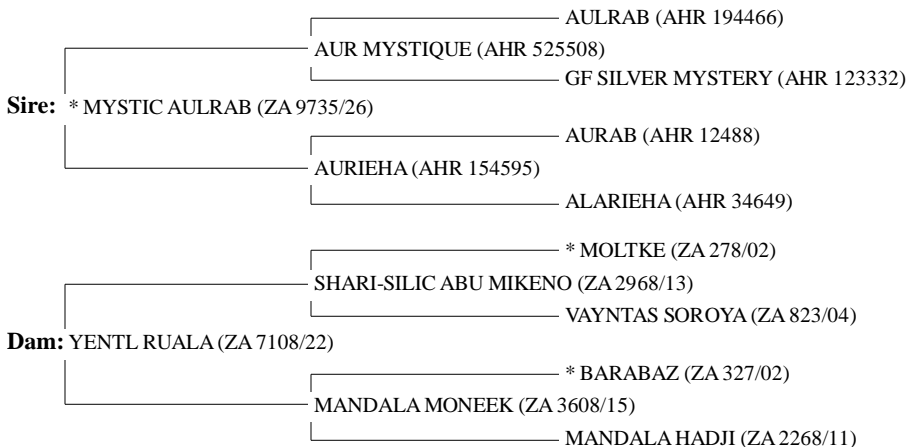 AULRAB (AHR 194466)
AUR MYSTIQUE (AHR 525508)
GF SILVER MYSTERY (AHR 123332)
Sire: * MYSTIC AULRAB (ZA 9735/26)
AURAB (AHR 12488)
AURIEHA (AHR 154595)
ALARIEHA (AHR 34649)
* MOLTKE (ZA 278/02)
SHARI-SILIC ABU MIKENO (ZA 2968/13)
VAYNTAS SOROYA (ZA 823/04)
Dam: YENTL RUALA (ZA 7108/22)
* BARABAZ (ZA 327/02)
MANDALA MONEEK (ZA 3608/15)
MANDALA HADJI (ZA 2268/11)